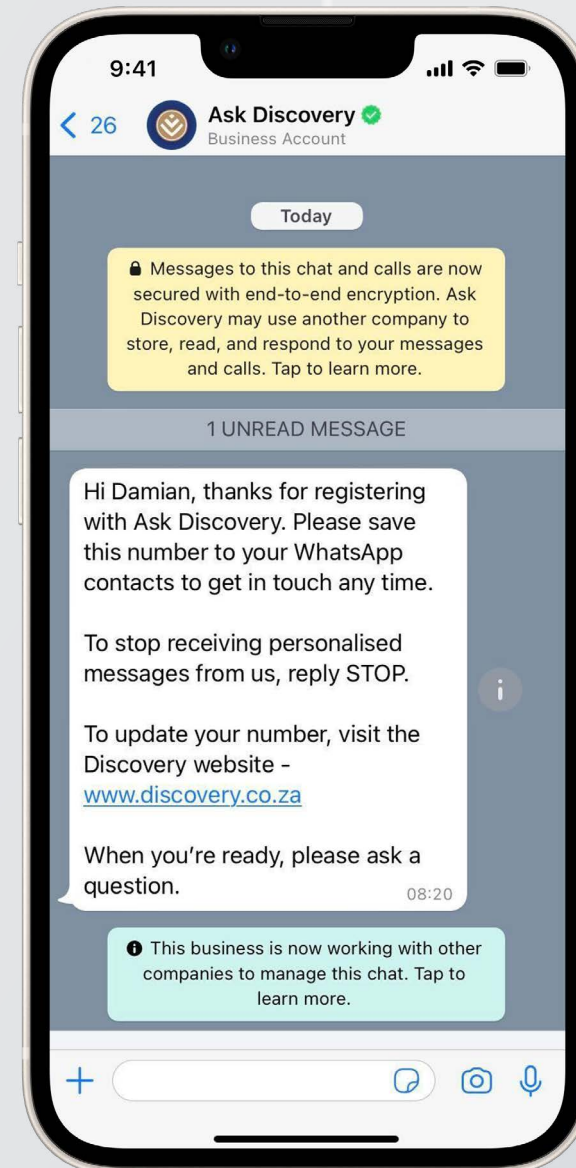 9:41
26
Ask Discovery
Business Account
Today
Messages to this chat and calls are now
secured with end-to-end encryption. Ask
Discovery may use another company to
store, read, and respond to your messages
and calls. Tap to learn more.
1 UNREAD MESSAGE
Hi Damian, thanks for registering
with Ask Discovery. Please save
this number to your WhatsApp
contacts to get in touch any time.
To stop receiving personalised
messages from us, reply STOP.
To update your number, visit the
Discovery website -
www.discovery.co.za
When you’re ready, please ask a
question.
08:20
This business is now working with other
companies to manage this chat. Tap to
learn more.